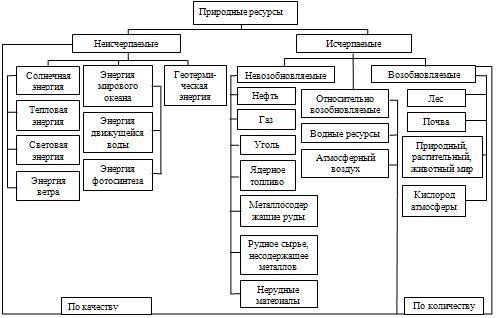 Природные ресурсы
Неисчерпаемые
Исчерпаемые
Солнечная
энергия
Тепловая
энергия
Световая
энергия
Энергия
ветра
Энергия
мирового
океана
Энергия
движущейся
воды
Энергия
фотосинтеза
Геотерми-
ческая
энергия
Невозобновляемые
Нефть
Газ
Уголь
Ядерное
топливо
Металлосодер
жащие руды
Рудное сырье,
несодержащее
металлов
Нерудные
материалы
Относительно
возобновляемые
Водные ресурсы
Атмосферный
воздух
Возобновляемые
Лес
Почва
Природный,
растительный,
животный мир
Кислород
атмосферы
По качеству
По количеству